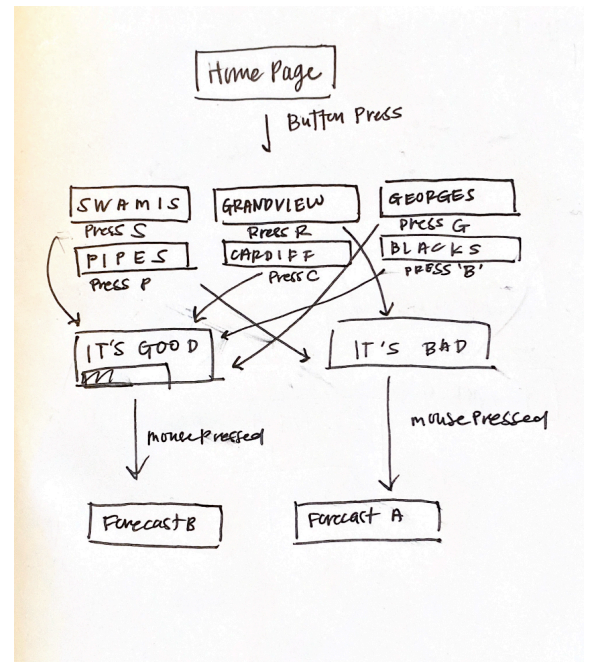 Home Page
Button Press
SWAMIS
Press S
GRANDVIEW
Press R
GEORGES
Press G
PIPES
Press P
CARDIFF
Press C
BLACKS
PRESS 'B'
IT'S GOOD
IT'S BAD
mousePressed
mousePressed
Forecast B
Forecast A